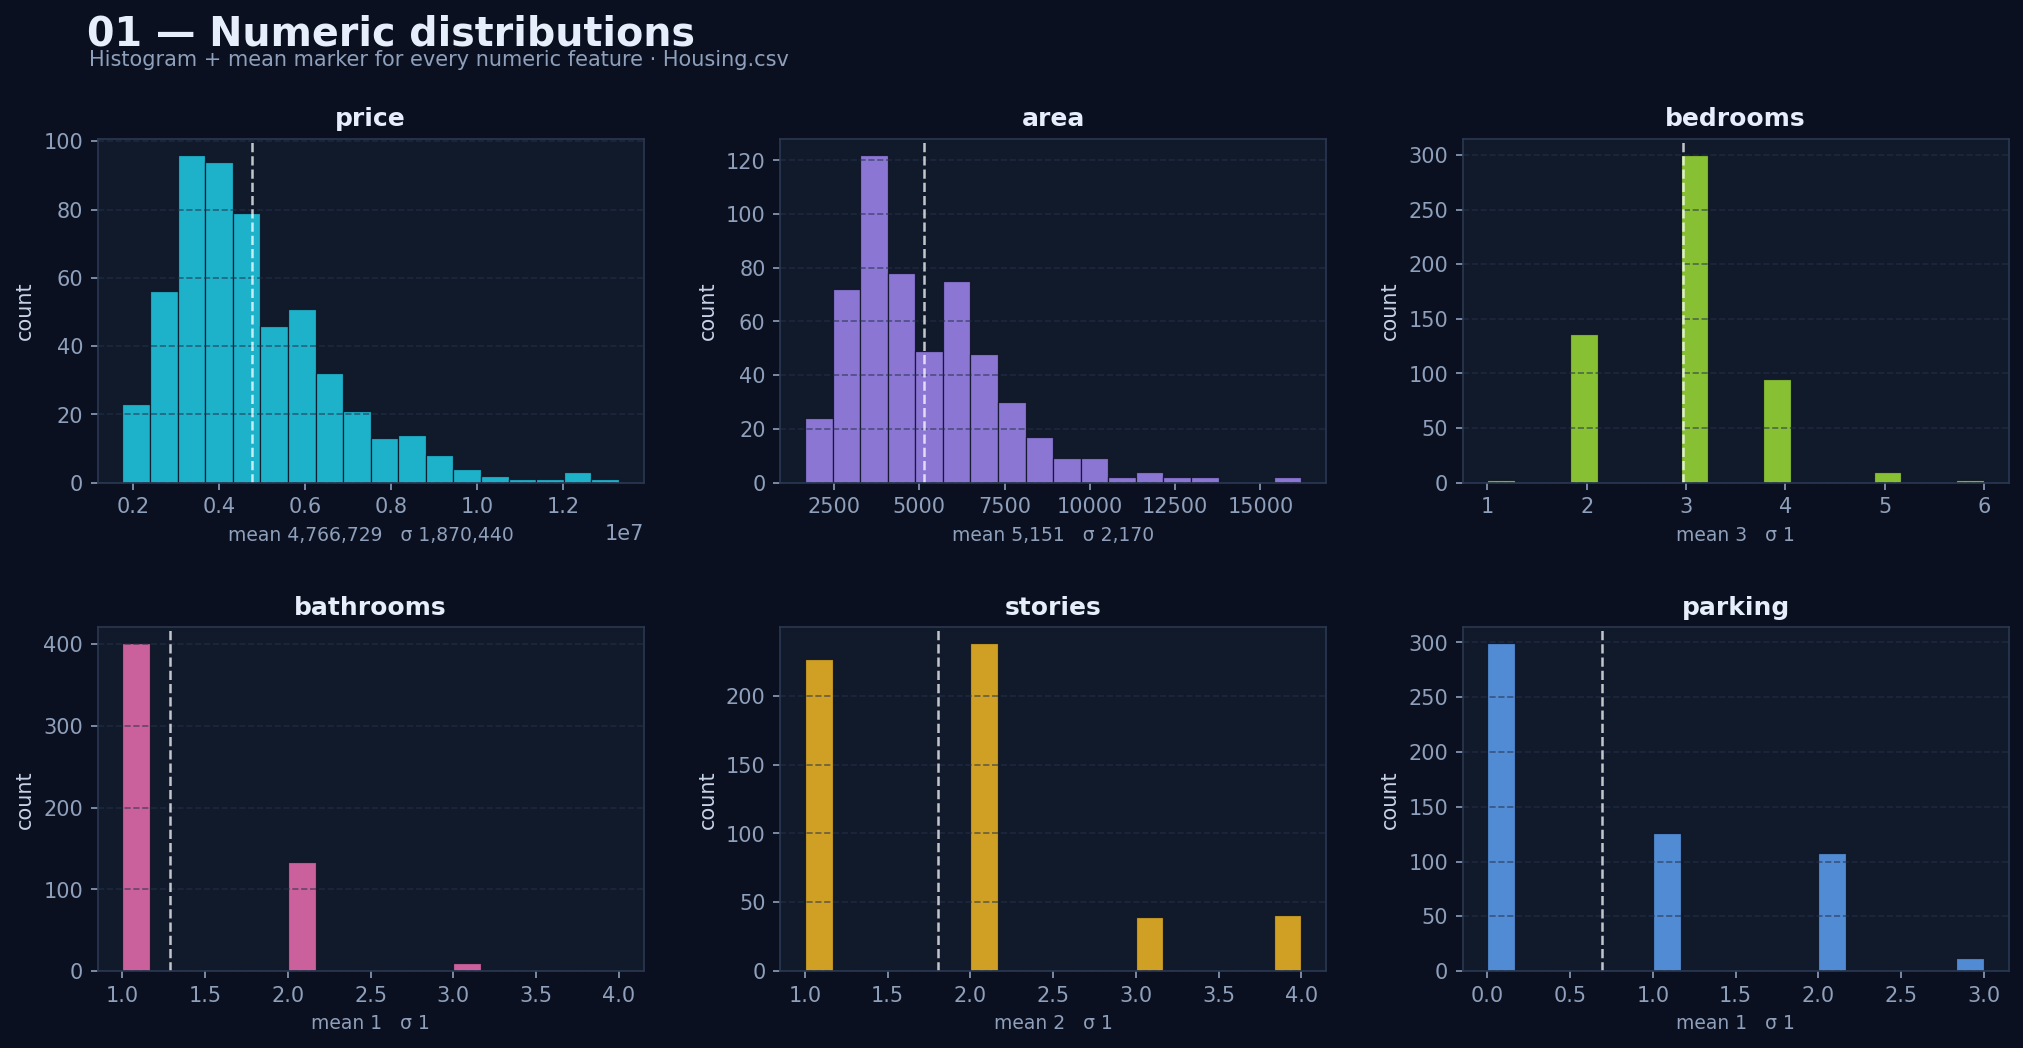 01 — Numeric distributions
Histogram + mean marker for every numeric feature · Housing.csv
price
count
100
80
60
40
20
0
0.2 0.4 0.6 0.8 1.0 1.2
1e7
mean 4,766,729 σ 1,870,440
area
count
120
100
80
60
40
20
0
2500 5000 7500 10000 12500 15000
mean 5,151 σ 2,170
bedrooms
count
300
250
200
150
100
50
0
1 2 3 4 5 6
mean 3 σ 1
bathrooms
count
400
300
200
100
0
1.0 1.5 2.0 2.5 3.0 3.5 4.0
mean 1 σ 1
stories
count
200
150
100
50
0
1.0 1.5 2.0 2.5 3.0 3.5 4.0
mean 2 σ 1
parking
count
300
250
200
150
100
50
0
0.0 0.5 1.0 1.5 2.0 2.5 3.0
mean 1 σ 1